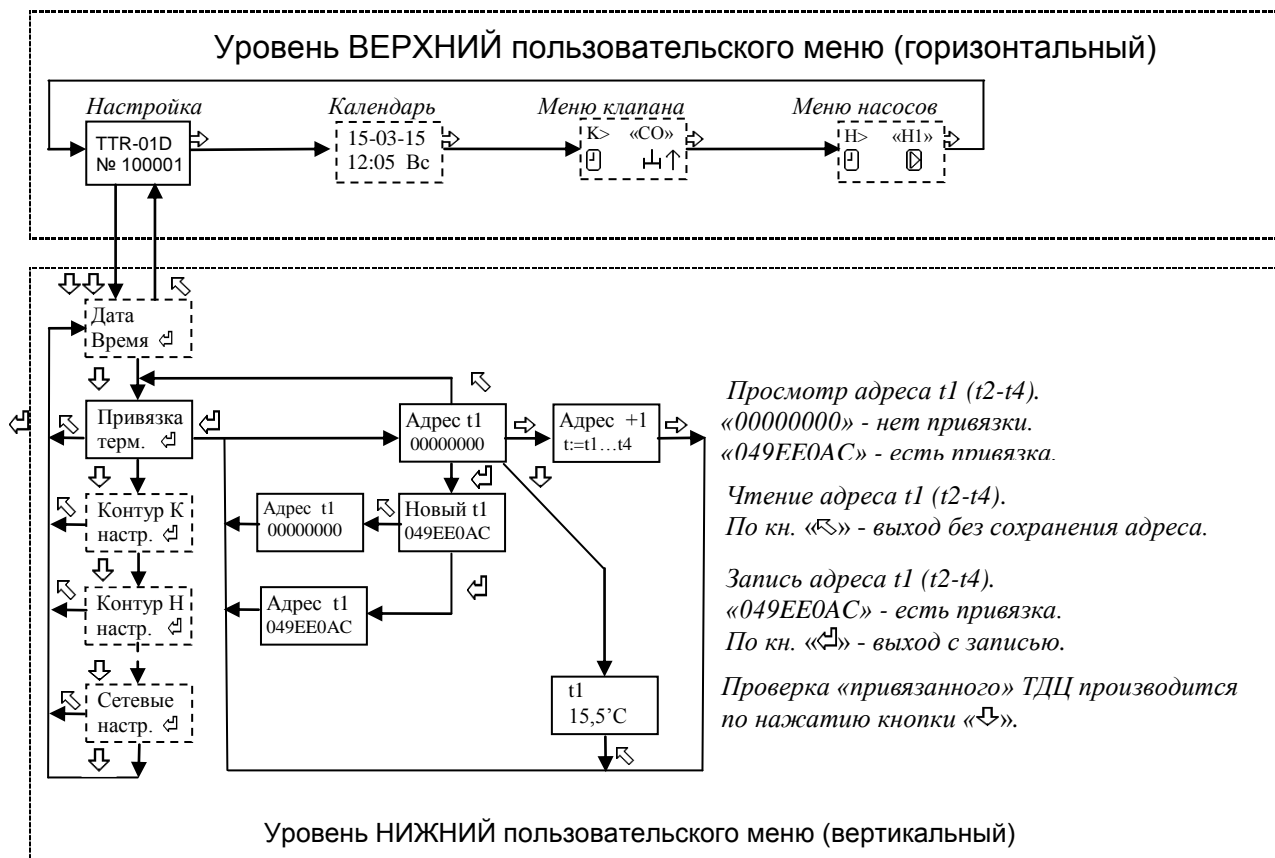 Уровень ВЕРХНИЙ пользовательского меню (горизонтальный)
Настройка
Календарь
Меню клапана
Меню насосов
TTR-01D
№ 100001
15-03-15
12:05 Вс
К> «СО»
Н> «Н1»
Дата
Время
Привязка
терм.
Адрес t1
00000000
Адрес +1
t:=t1…t4
Просмотр адреса t1 (t2-t4).
«00000000» - нет привязки.
«049EE0AC» - есть привязка.
Контур К
настр.
Адрес t1
00000000
Новый t1
049EE0AC
Чтение адреса t1 (t2-t4).
По кн. «⇖» - выход без сохранения адреса.
Контур Н
настр.
Адрес t1
049EE0AC
Запись адреса t1 (t2-t4).
«049EE0AC» - есть привязка.
По кн. «⏎» - выход с записью.
Сетевые
настр.
t1
15,5’С
Проверка «привязанного» ТДЦ производится
по нажатию кнопки «⇩».
Уровень НИЖНИЙ пользовательского меню (вертикальный)